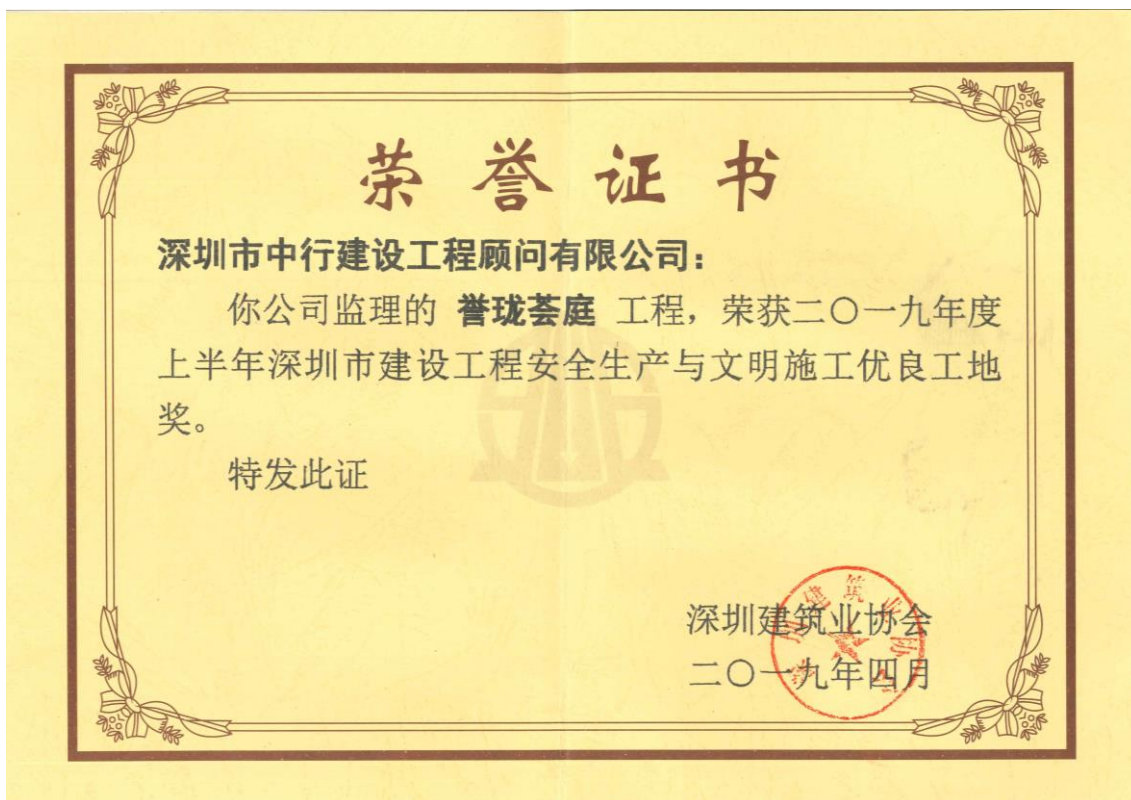 荣誉证书
深圳市中行建设工程顾问有限公司：
你公司监理的 誉珑荟庭 工程，荣获二〇一九年度
上半年深圳市建设工程安全生产与文明施工优良工地
奖。
特发此证
深圳建筑业协会
二〇一九年四月